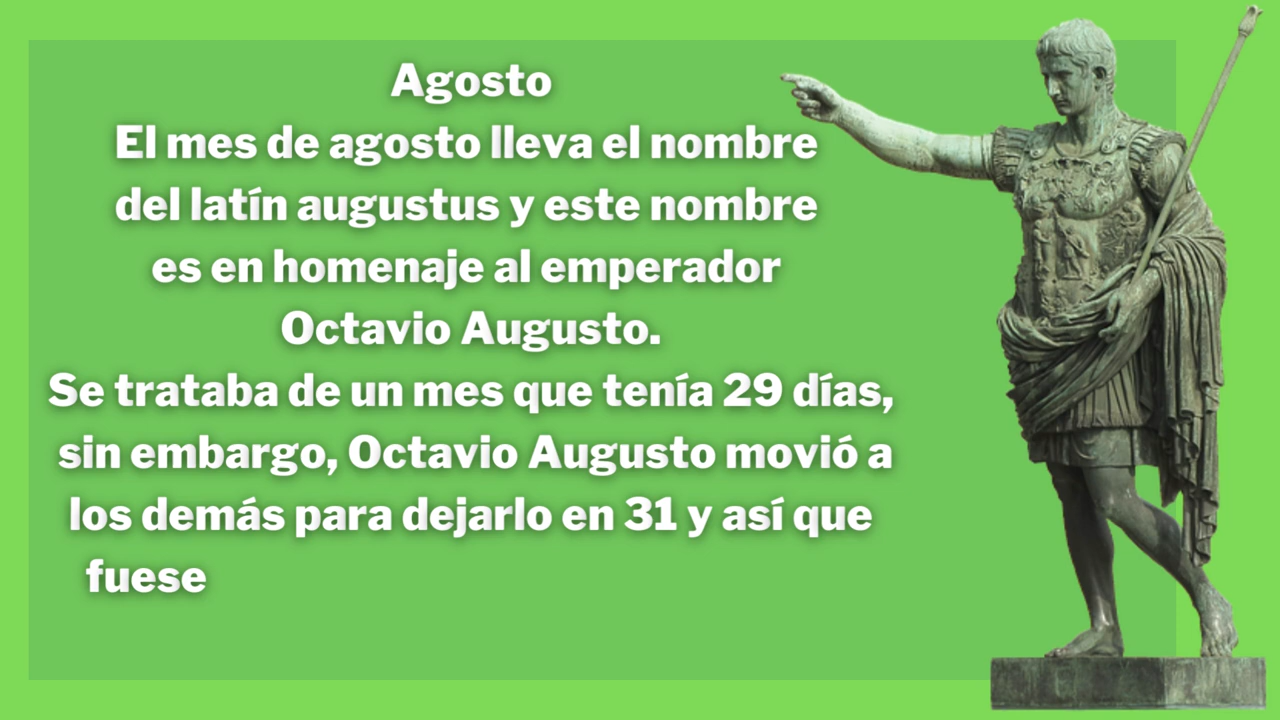 Agosto
El mes de agosto lleva el nombre
del latín augustus y este nombre
es en homenaje al emperador
Octavio Augusto.
Se trataba de un mes que tenía 29 días,
sin embargo, Octavio Augusto movió a
los demás para dejarlo en 31 y así que
fuese